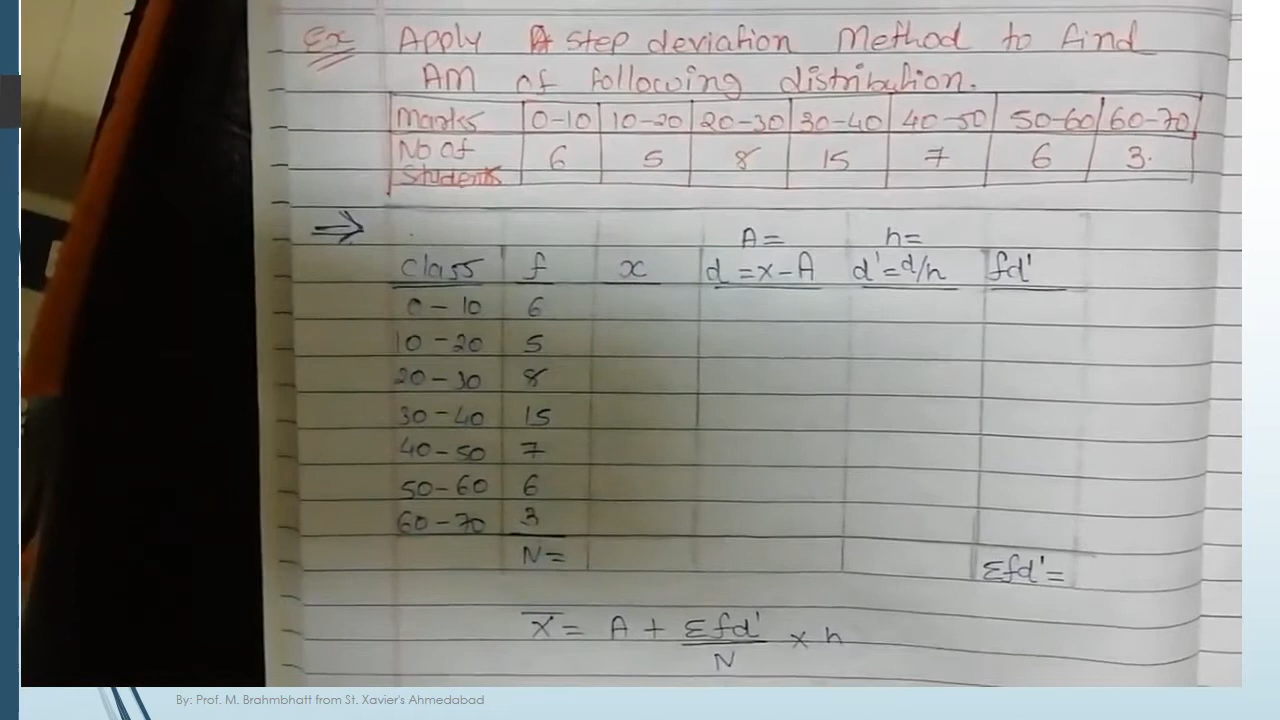 Ex Apply A step deviation Method to find
AM of following distribution.
Marks 0-10 10-20 20-30 30-40 40-50 50-60 60-70
No of Students 6 5 8 15 7 6 3.
⇒ A= h=
Class f x d = x-A d'=d/h fd'
0-10 6
10-20 5
20-30 8
30-40 15
40-50 7
50-60 6
60-70 3
N= Σfd'=
x̄ = A + Σfd'/N × h
By: Prof. M. Brahmbhatt from St. Xavier's Ahmedabad